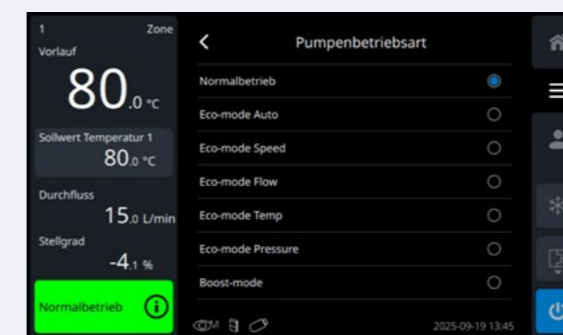 1 Zone
Vorlauf
80.0 °C
Sollwert Temperatur 1
80.0 °C
Durchfluss
15.0 L/min
Stellgrad
-4.1 %
Normalbetrieb
Pumpenbetriebsart
Normalbetrieb
Eco-mode Auto
Eco-mode Speed
Eco-mode Flow
Eco-mode Temp
Eco-mode Pressure
Boost-mode
M
2025-09-19 13:45